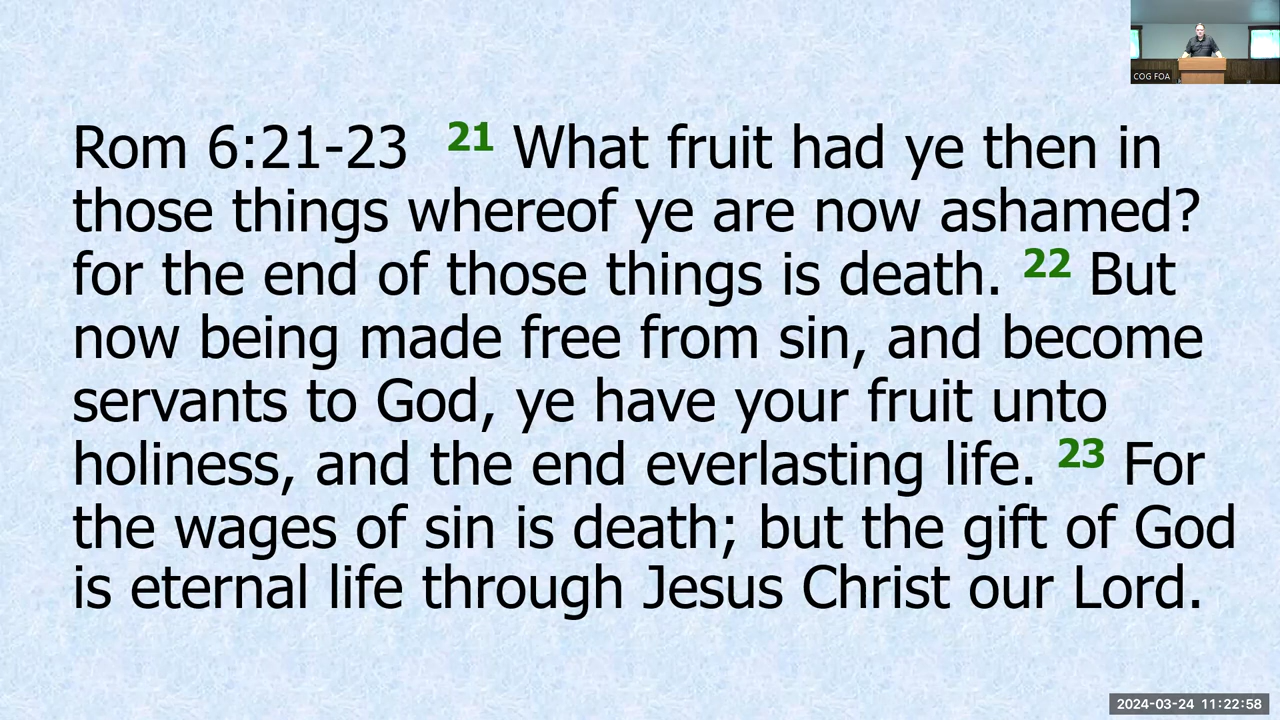 COG FOA
Rom 6:21-23 21 What fruit had ye then in
those things whereof ye are now ashamed?
for the end of those things is death. 22 But
now being made free from sin, and become
servants to God, ye have your fruit unto
holiness, and the end everlasting life. 23 For
the wages of sin is death; but the gift of God
is eternal life through Jesus Christ our Lord.
2024-03-24 11:22:58